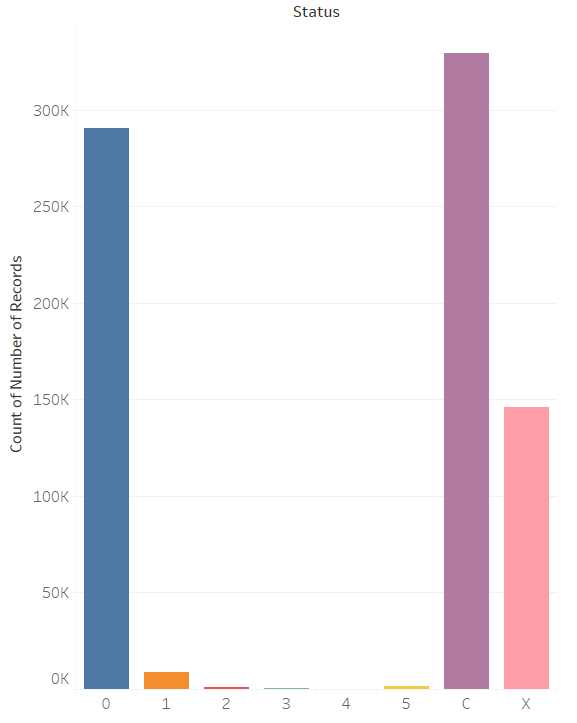 Status
Count of Number of Records
300K
250K
200K
150K
100K
50K
0K
0 1 2 3 4 5 C X